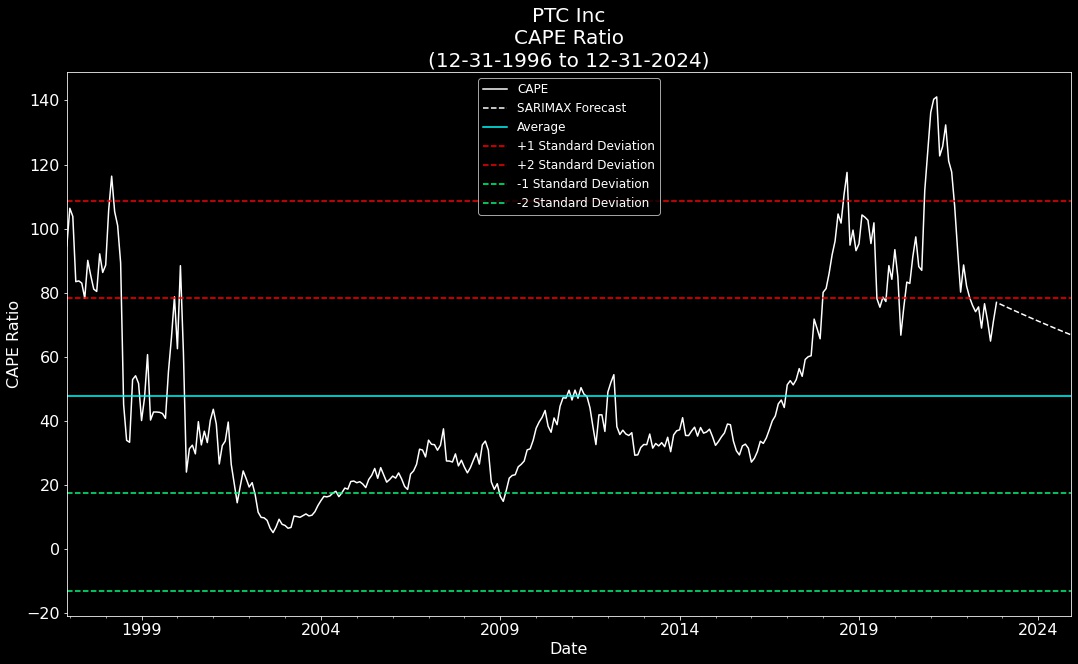 PTC Inc
CAPE Ratio
(12-31-1996 to 12-31-2024)
CAPE
SARIMAX Forecast
Average
+1 Standard Deviation
+2 Standard Deviation
-1 Standard Deviation
-2 Standard Deviation
CAPE Ratio
140
120
100
80
60
40
20
0
−20
1999
2004
2009
2014
2019
2024
Date